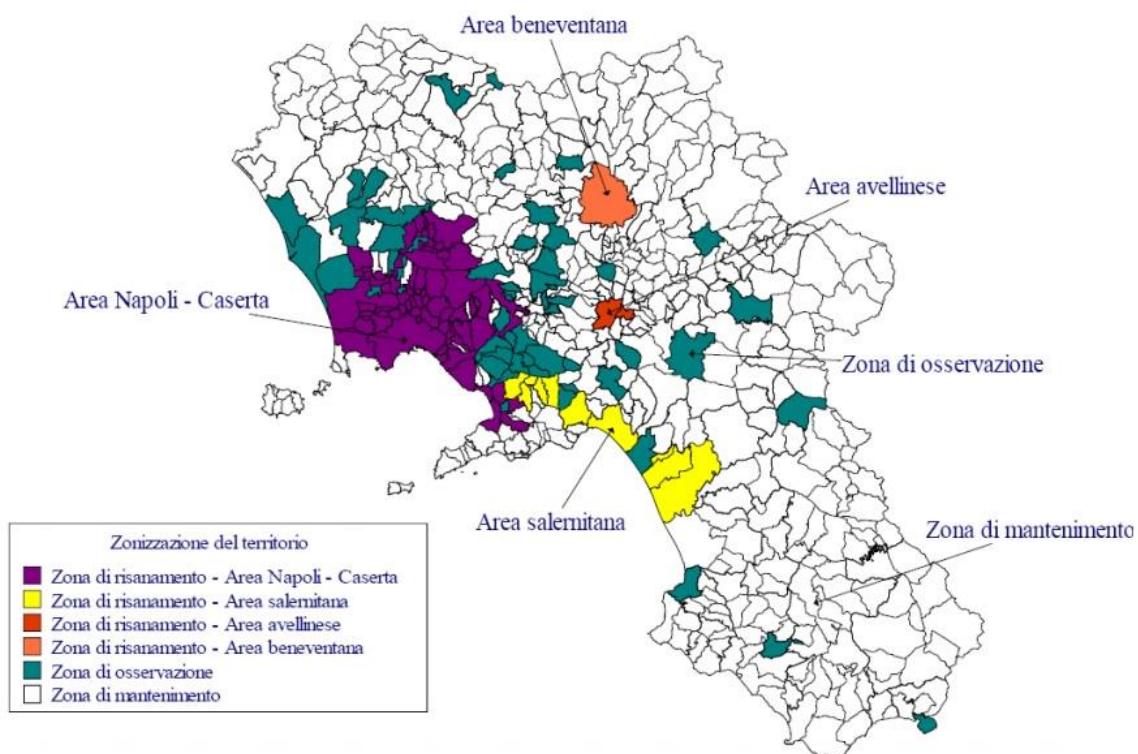 Area beneventana
Area avellinese
Area Napoli - Caserta
Zona di osservazione
Area salernitana
Zona di mantenimento
Zonizzazione del territorio
Zona di risanamento - Area Napoli - Caserta
Zona di risanamento - Area salernitana
Zona di risanamento - Area avellinese
Zona di risanamento - Area beneventana
Zona di osservazione
Zona di mantenimento